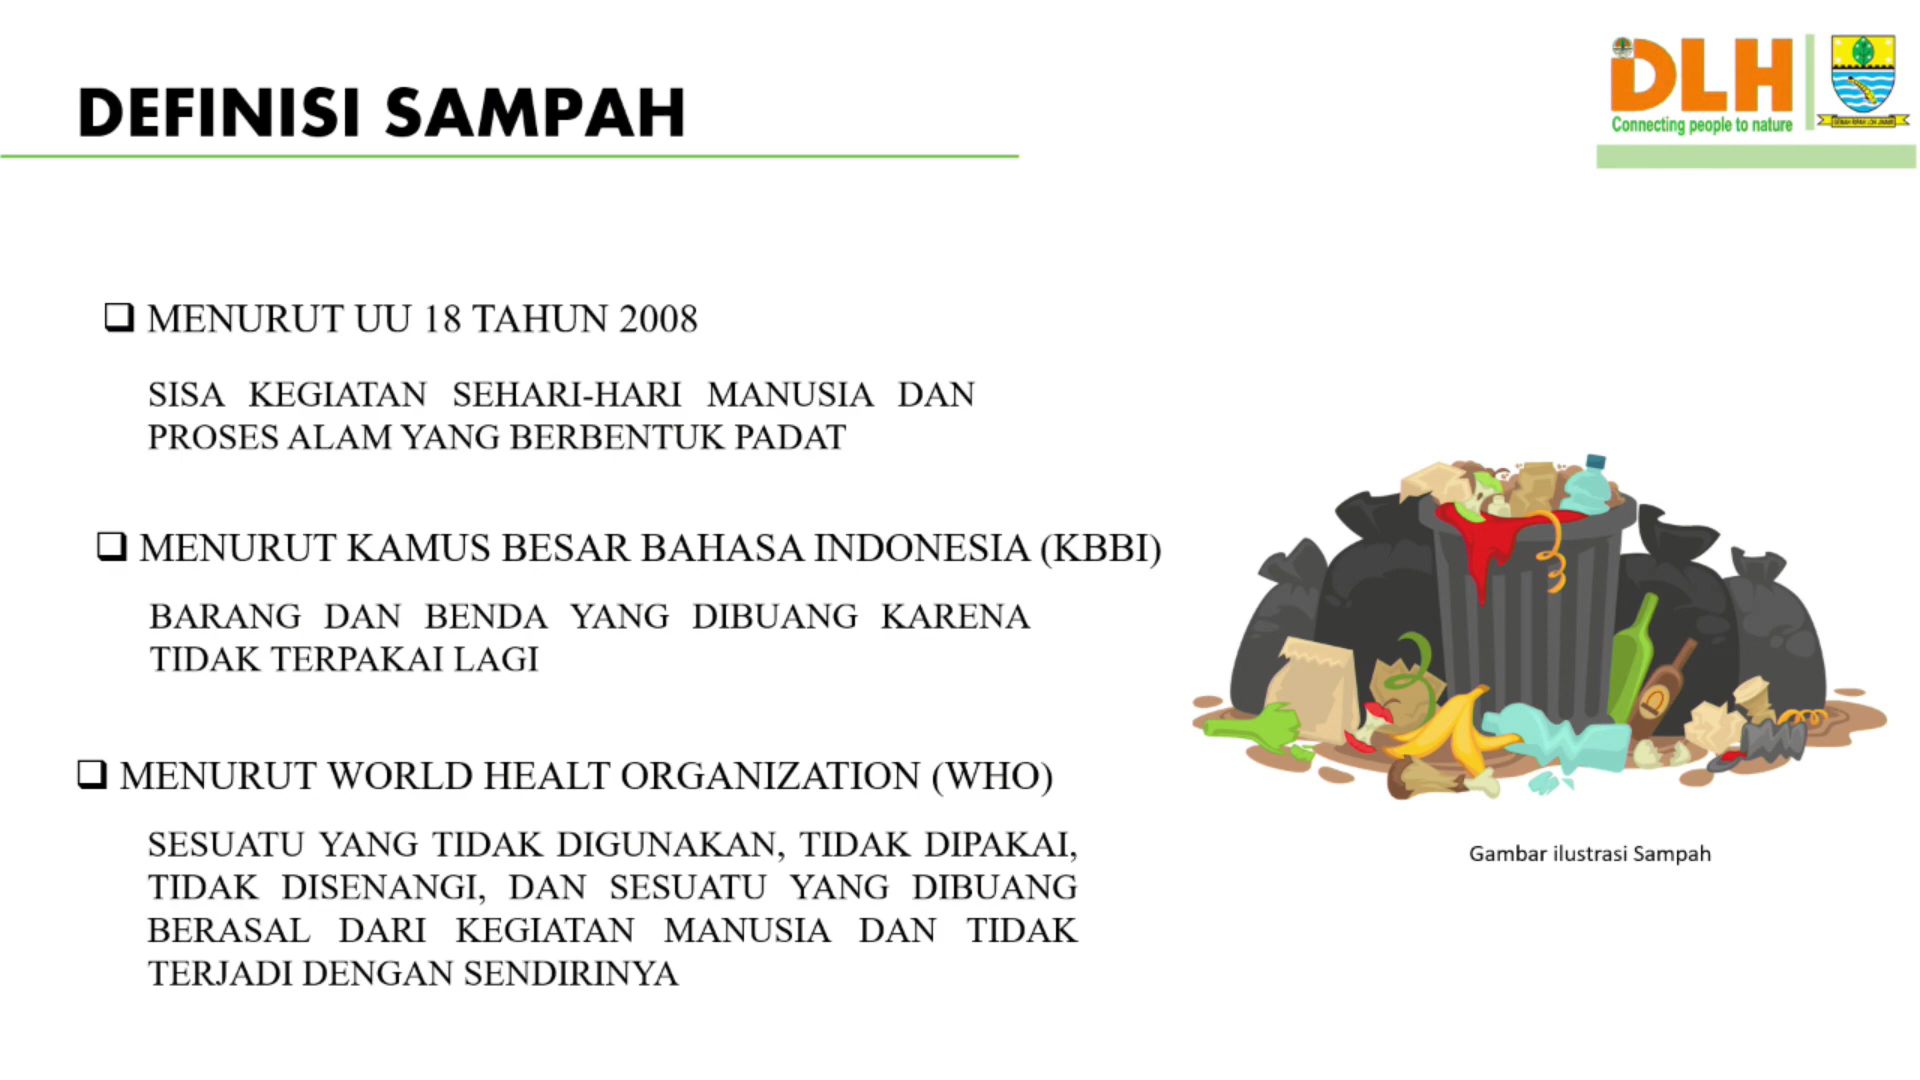 DEFINISI SAMPAH
DLH
Connecting people to nature
MENURUT UU 18 TAHUN 2008
SISA KEGIATAN SEHARI-HARI MANUSIA DAN
PROSES ALAM YANG BERBENTUK PADAT
MENURUT KAMUS BESAR BAHASA INDONESIA (KBBI)
BARANG DAN BENDA YANG DIBUANG KARENA
TIDAK TERPAKAI LAGI
MENURUT WORLD HEALT ORGANIZATION (WHO)
SESUATU YANG TIDAK DIGUNAKAN, TIDAK DIPAKAI,
TIDAK DISENANGI, DAN SESUATU YANG DIBUANG
BERASAL DARI KEGIATAN MANUSIA DAN TIDAK
TERJADI DENGAN SENDIRINYA
Gambar ilustrasi Sampah